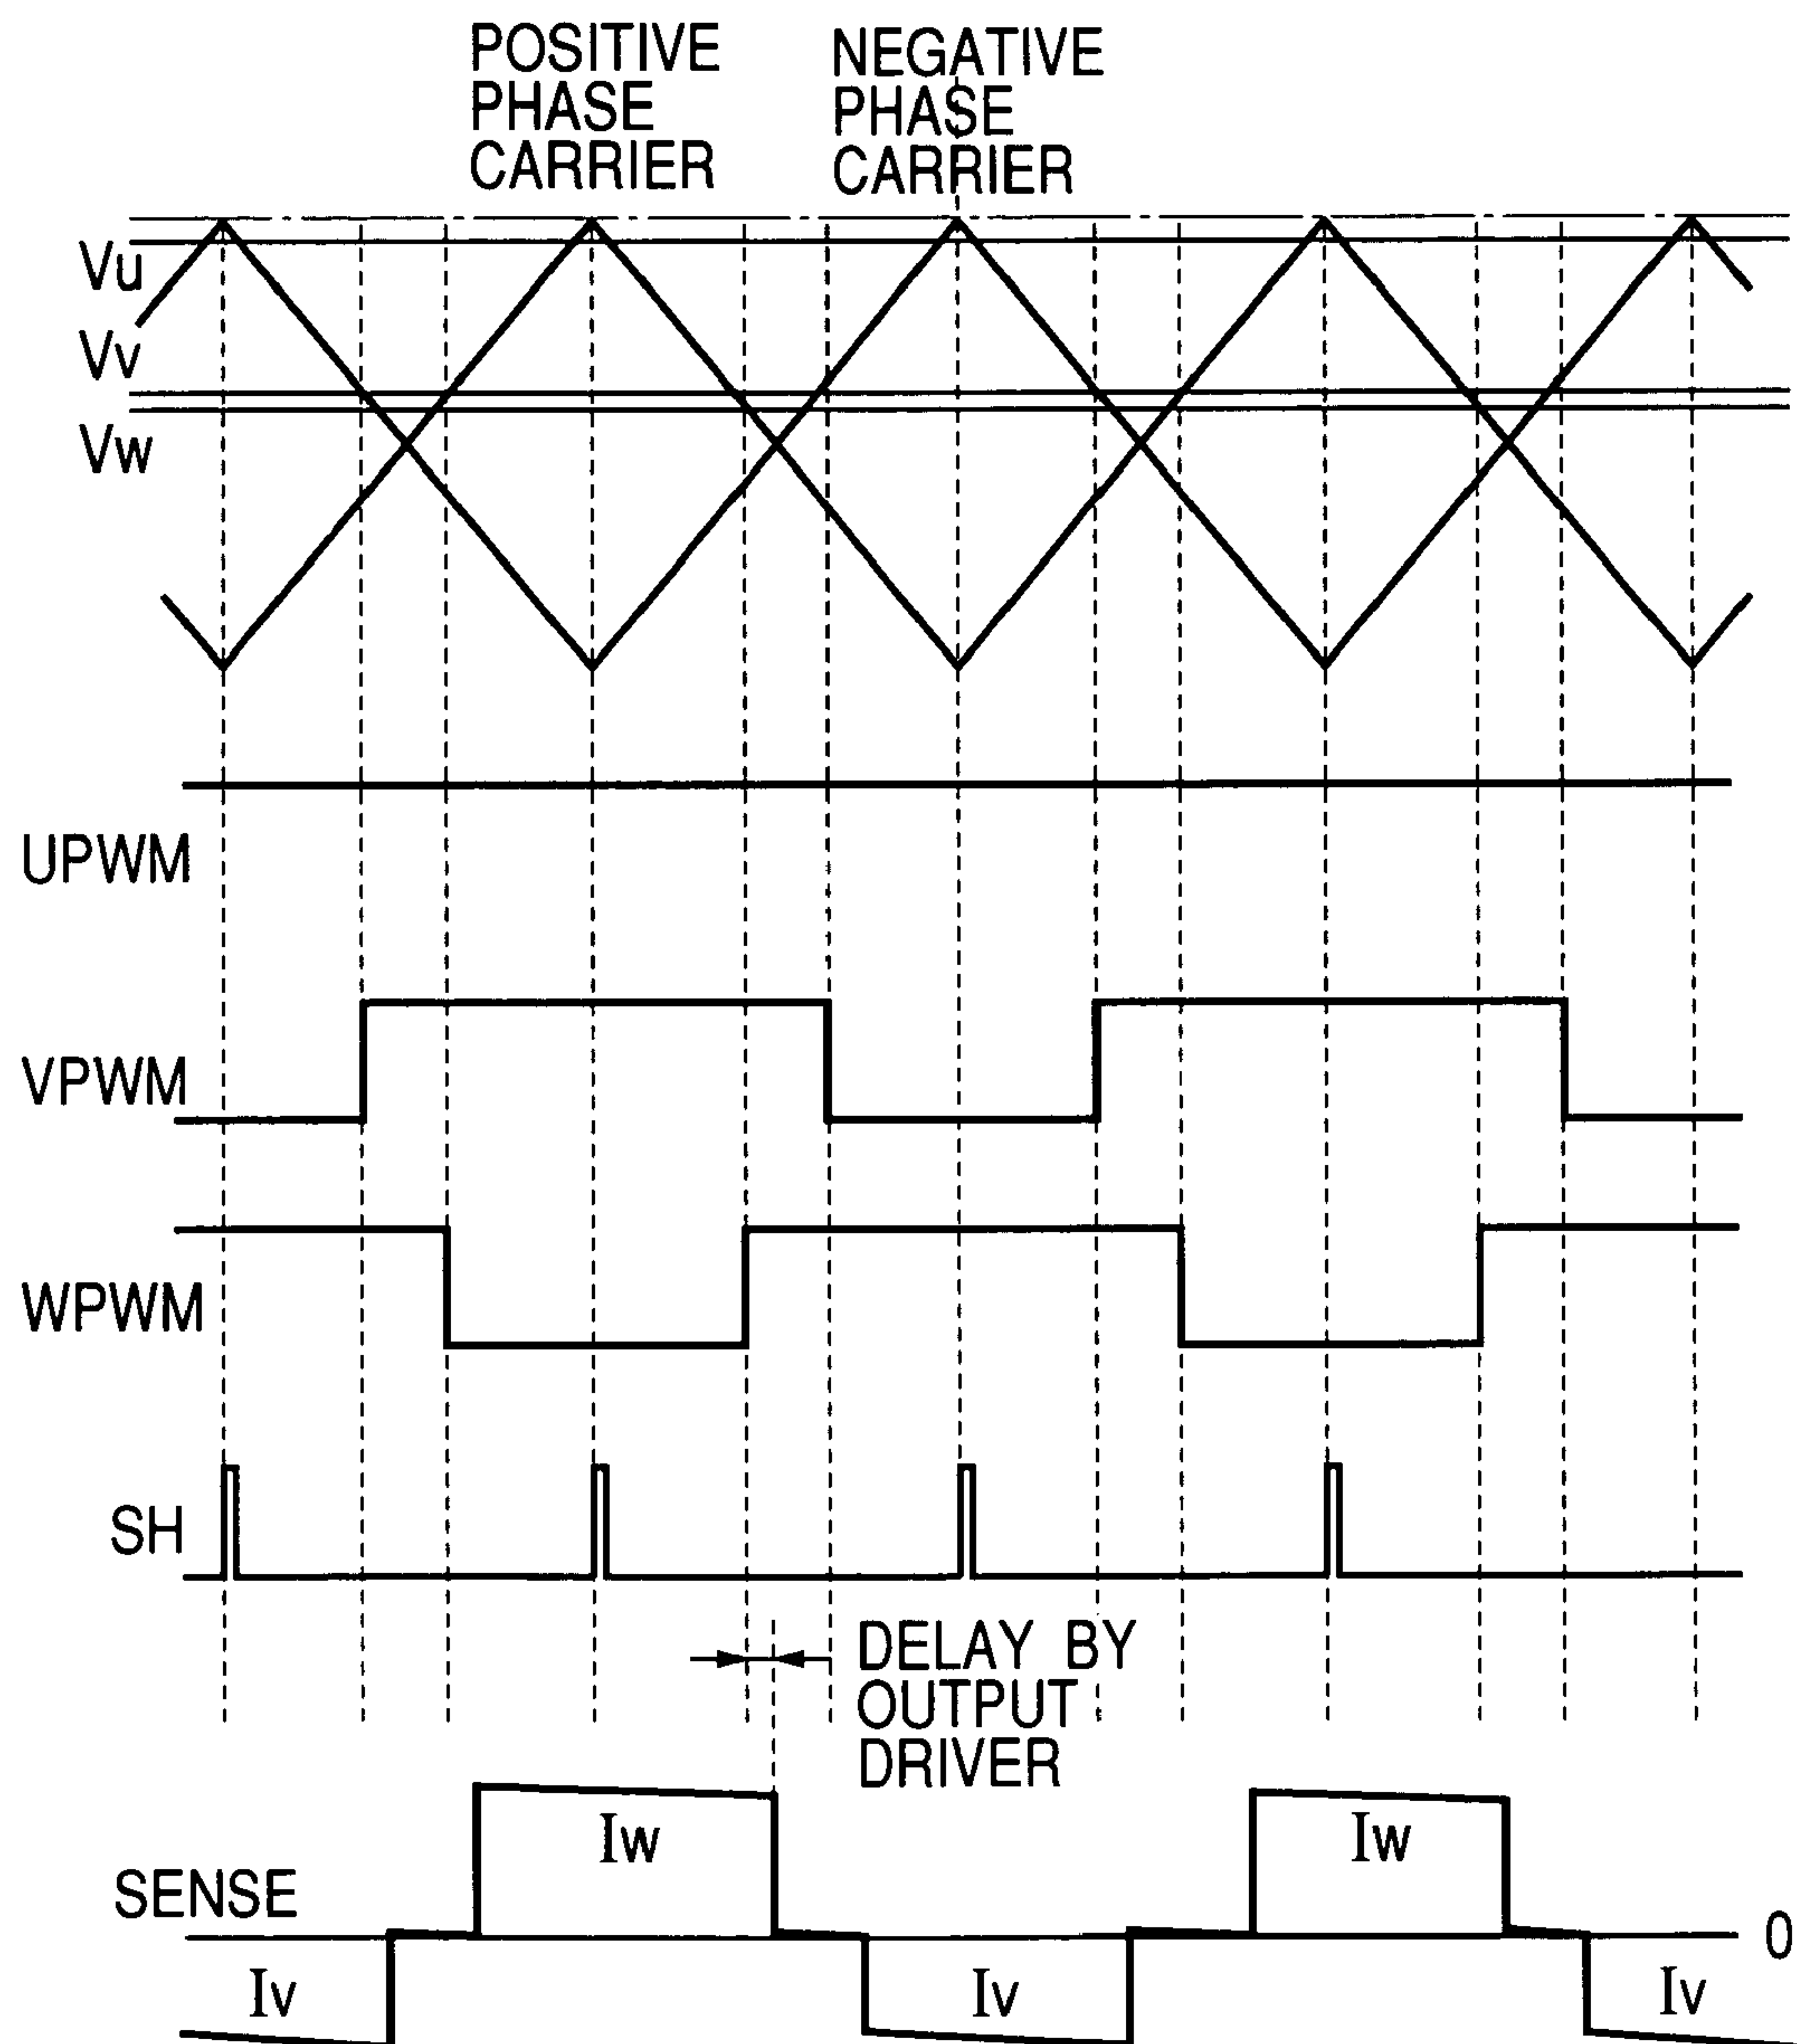 POSITIVE
PHASE
CARRIER
NEGATIVE
PHASE
CARRIER
Vu
Vv
Vw
UPWM
VPWM
WPWM
SH
DELAY BY
OUTPUT
DRIVER
Iw
Iw
SENSE
0
Iv
Iv
Iv